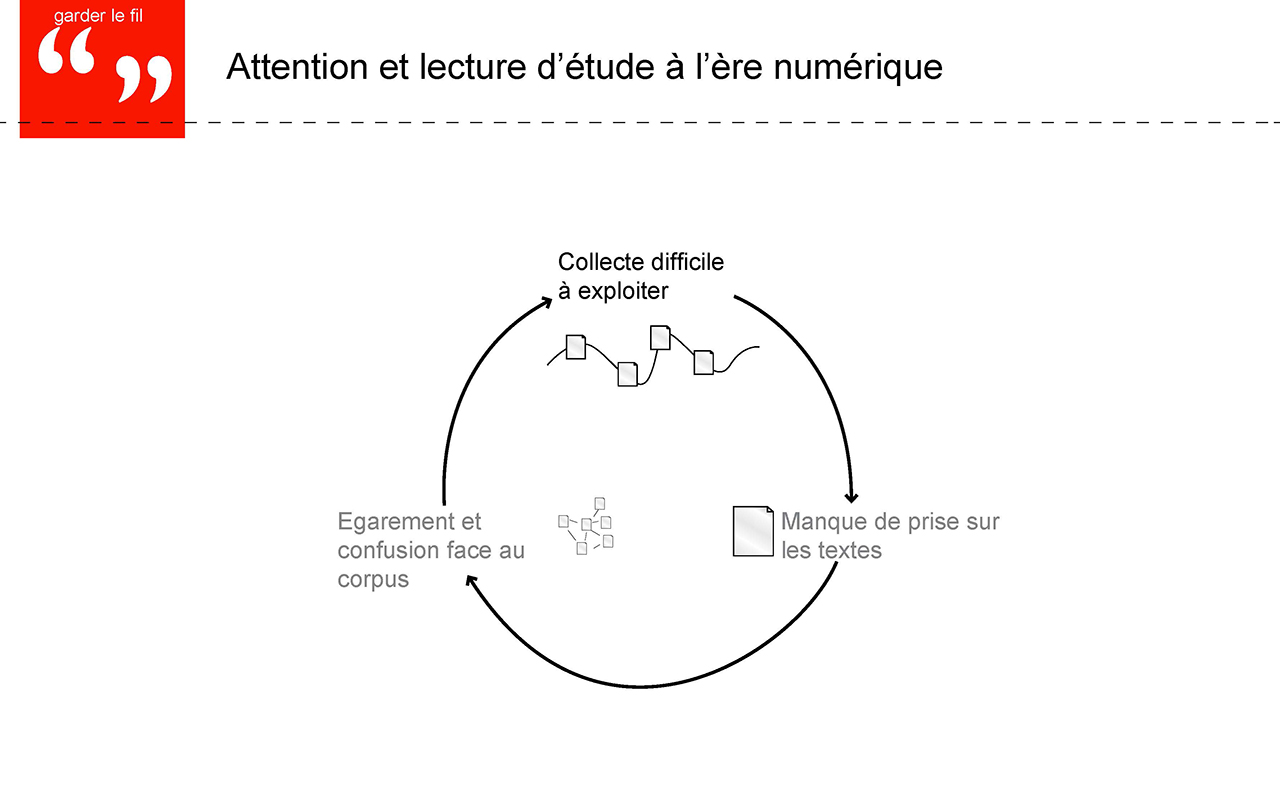 garder le fil
“ ”
Attention et lecture d’étude à l’ère numérique
Collecte difficile
à exploiter
Egarement et
confusion face au
corpus
Manque de prise sur
les textes